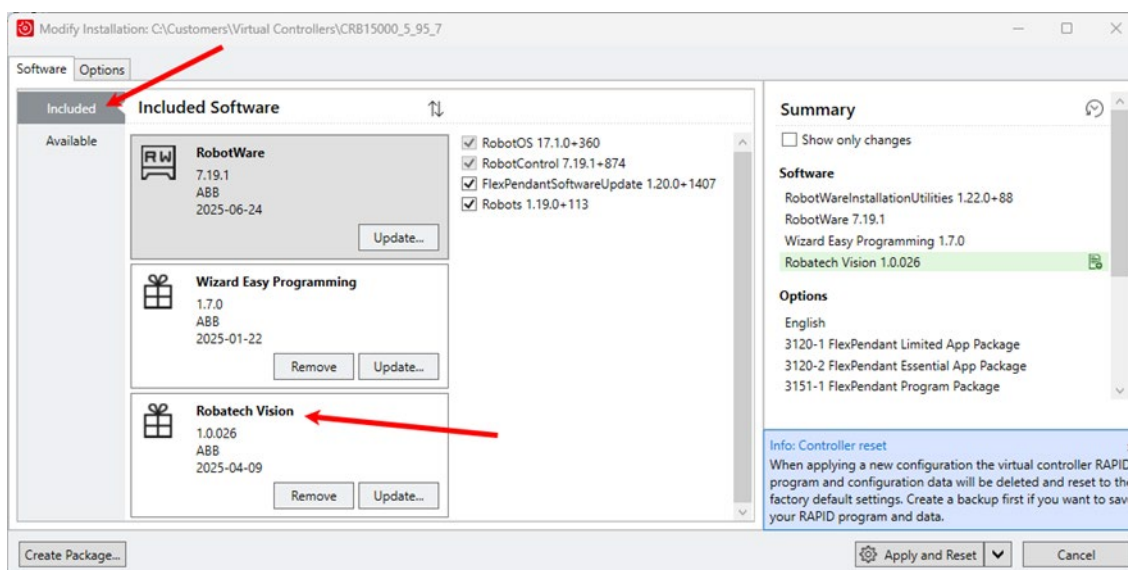 Modify Installation: C:\Customers\Virtual Controllers\CRB15000_5_95_7
Software
Options
Included
Available
Included Software
RW
RobotWare
7.19.1
ABB
2025-06-24
Update...
Wizard Easy Programming
1.7.0
ABB
2025-01-22
Remove
Update...
Robatech Vision
1.0.026
ABB
2025-04-09
Remove
Update...
RobotOS 17.1.0+360
RobotControl 7.19.1+874
FlexPendantSoftwareUpdate 1.20.0+1407
Robots 1.19.0+113
Summary
Show only changes
Software
RobotWareInstallationUtilities 1.22.0+88
RobotWare 7.19.1
Wizard Easy Programming 1.7.0
Robatech Vision 1.0.026
Options
English
3120-1 FlexPendant Limited App Package
3120-2 FlexPendant Essential App Package
3151-1 FlexPendant Program Package
Info: Controller reset
When applying a new configuration the virtual controller RAPID
program and configuration data will be deleted and reset to the
factory default settings. Create a backup first if you want to save
your RAPID program and data.
Create Package...
Apply and Reset
Cancel